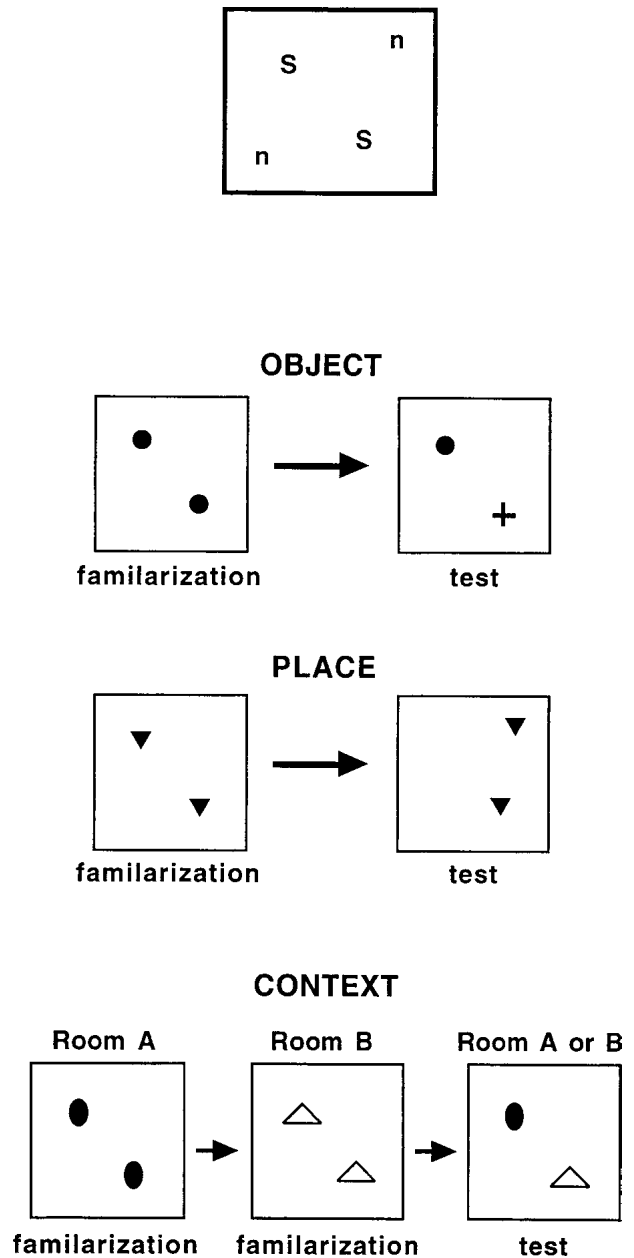 n
S
S
n
OBJECT
familarization test
PLACE
familarization test
CONTEXT
Room A Room B Room A or B
familarization familarization test